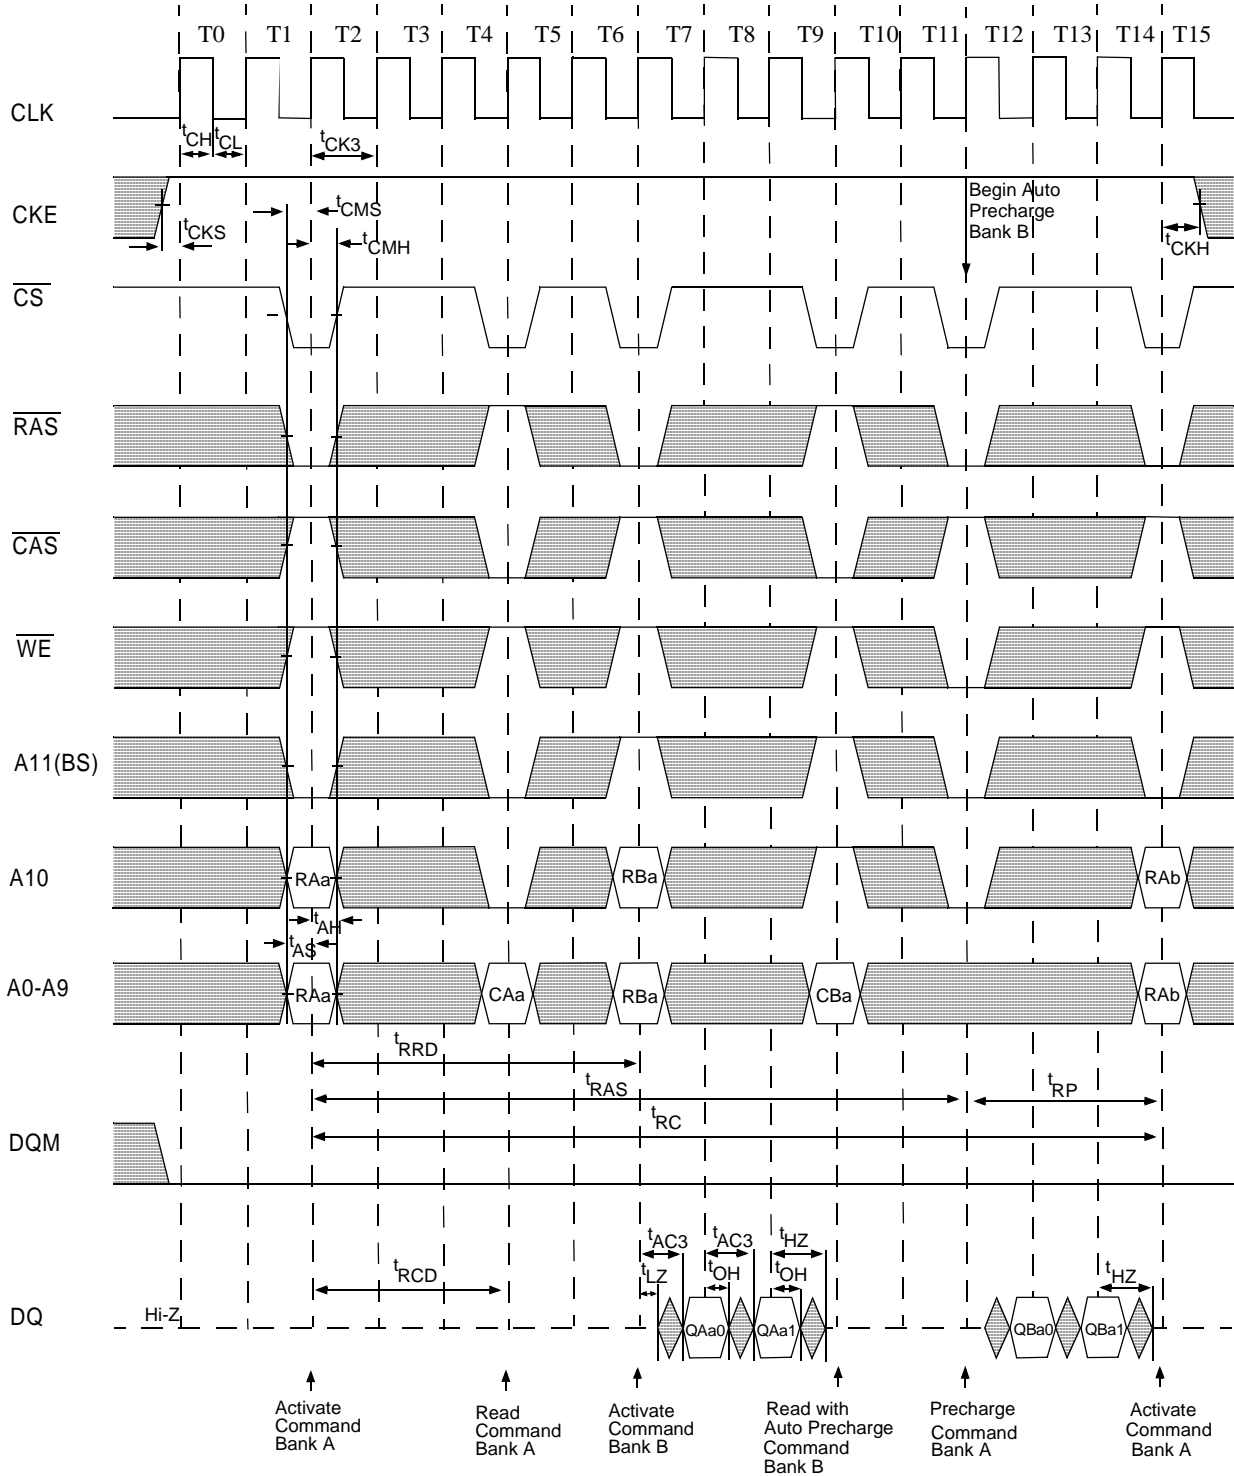 T0 T1 T2 T3 T4 T5 T6 T7 T8 T9 T10 T11 T12 T13 T14 T15
CLK
tCH tCL tCK3
CKE
tCKS
tCMS
tCMH
Begin Auto
Precharge
Bank B
tCKH
CS
RAS
CAS
WE
A11(BS)
A10
RAa RBa RAb
tAH
tAS
A0-A9
RAa CAa RBa CBa RAb
tRRD
tRAS tRP
tRC
DQM
tAC3 tAC3 tHZ
tRCD tLZ tOH tOH tHZ
Hi-Z
DQ
QAa0 QAa1 QBa0 QBa1
Activate
Command
Bank A
Read
Command
Bank A
Activate
Command
Bank B
Read with
Auto Precharge
Command
Bank B
Precharge
Command
Bank A
Activate
Command
Bank A